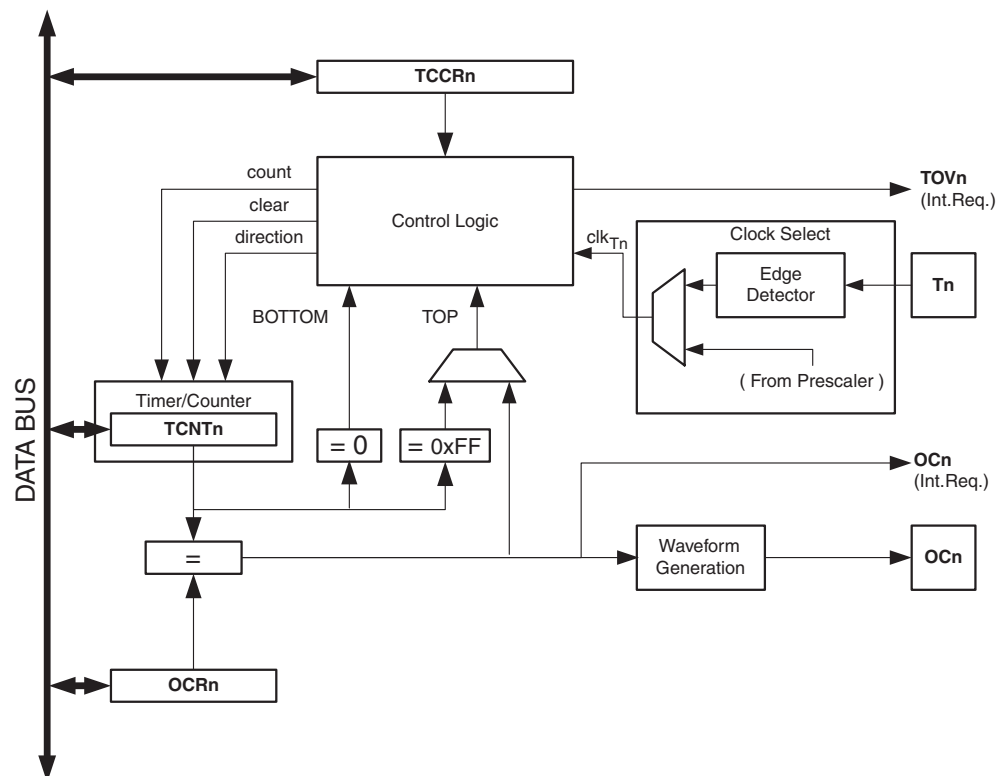 TCCRn
count
clear
direction
Control Logic
TOVn
(Int.Req.)
clkTn
Clock Select
Edge
Detector
Tn
( From Prescaler )
BOTTOM
TOP
Timer/Counter
TCNTn
= 0
= 0xFF
DATA BUS
OCn
(Int.Req.)
=
Waveform
Generation
OCn
OCRn